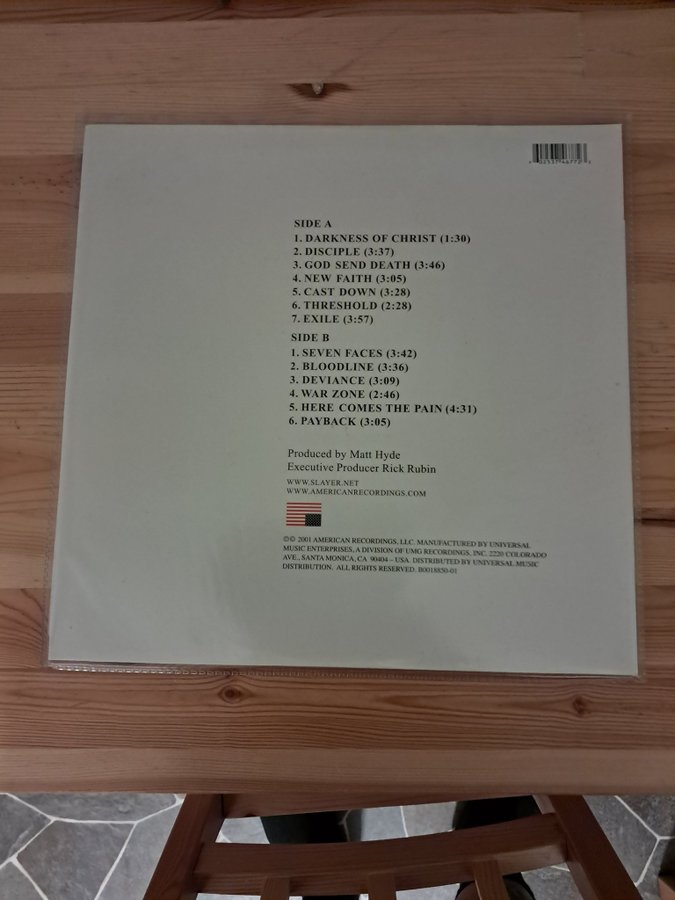 SIDE A
1. DARKNESS OF CHRIST (1:30)
2. DISCIPLE (3:37)
3. GOD SEND DEATH (3:46)
4. NEW FAITH (3:05)
5. CAST DOWN (3:28)
6. THRESHOLD (2:28)
7. EXILE (3:57)
SIDE B
1. SEVEN FACES (3:42)
2. BLOODLINE (3:36)
3. DEVIANCE (3:09)
4. WAR ZONE (2:46)
5. HERE COMES THE PAIN (4:31)
6. PAYBACK (3:05)
Produced by Matt Hyde
Executive Producer Rick Rubin
WWW.SLAYER.NET
WWW.AMERICANRECORDINGS.COM
℗© 2001 AMERICAN RECORDINGS, LLC. MANUFACTURED BY UNIVERSAL
MUSIC ENTERPRISES, A DIVISION OF UMG RECORDINGS, INC. 2220 COLORADO
AVE., SANTA MONICA, CA 90404 – USA DISTRIBUTED BY UNIVERSAL MUSIC
DISTRIBUTION. ALL RIGHTS RESERVED. B0018850-01